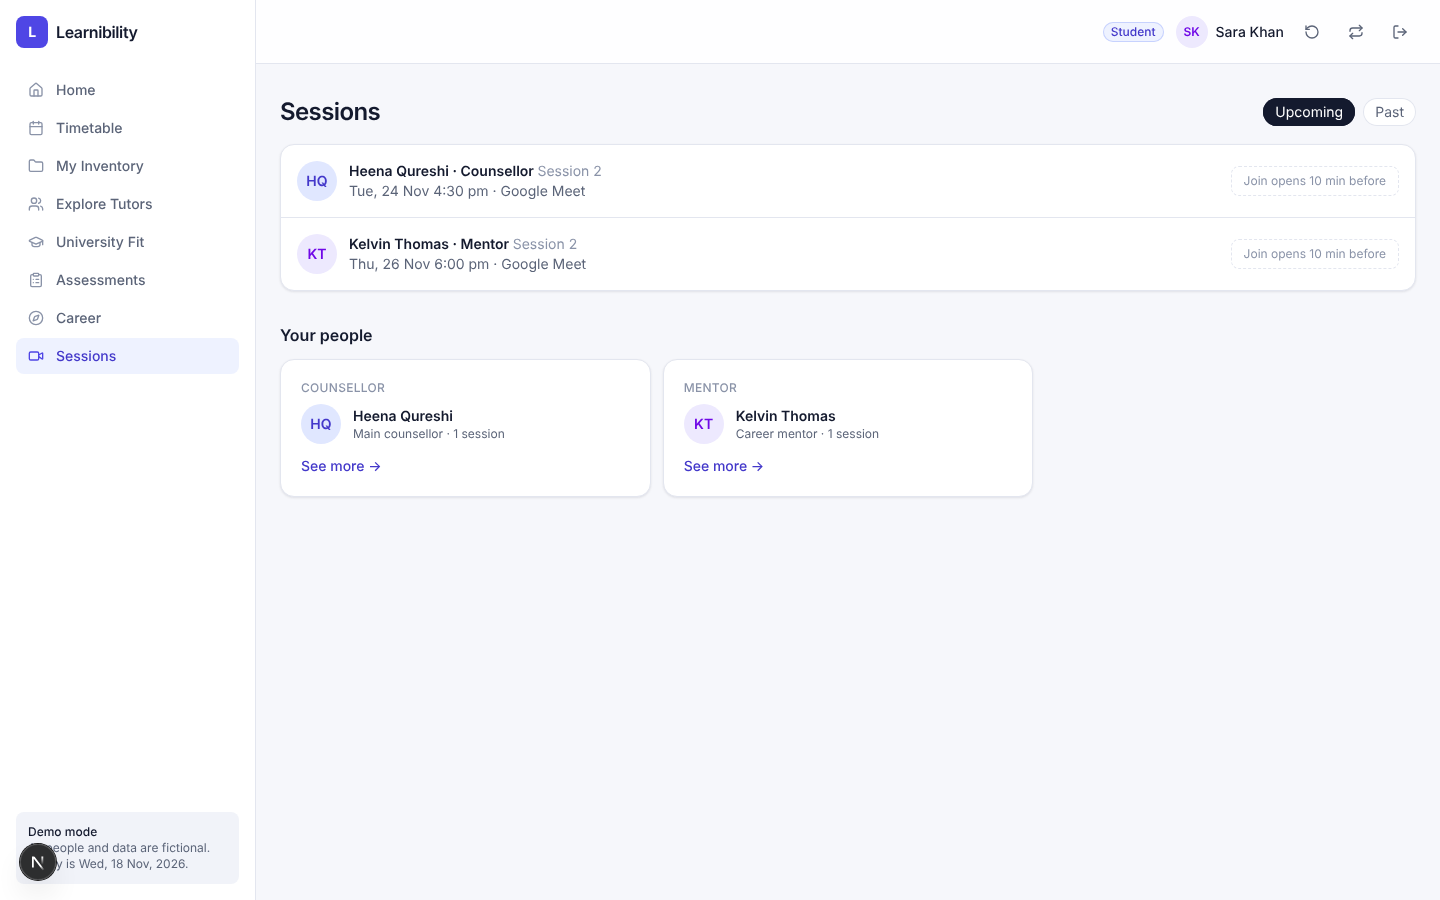 L Learnibility
Student SK Sara Khan
Home
Timetable
My Inventory
Explore Tutors
University Fit
Assessments
Career
Sessions
Sessions
Upcoming Past
HQ
Heena Qureshi · Counsellor Session 2
Tue, 24 Nov 4:30 pm · Google Meet
Join opens 10 min before
KT
Kelvin Thomas · Mentor Session 2
Thu, 26 Nov 6:00 pm · Google Meet
Join opens 10 min before
Your people
COUNSELLOR
HQ
Heena Qureshi
Main counsellor · 1 session
See more →
MENTOR
KT
Kelvin Thomas
Career mentor · 1 session
See more →
Demo mode
people and data are fictional.
is Wed, 18 Nov, 2026.
N